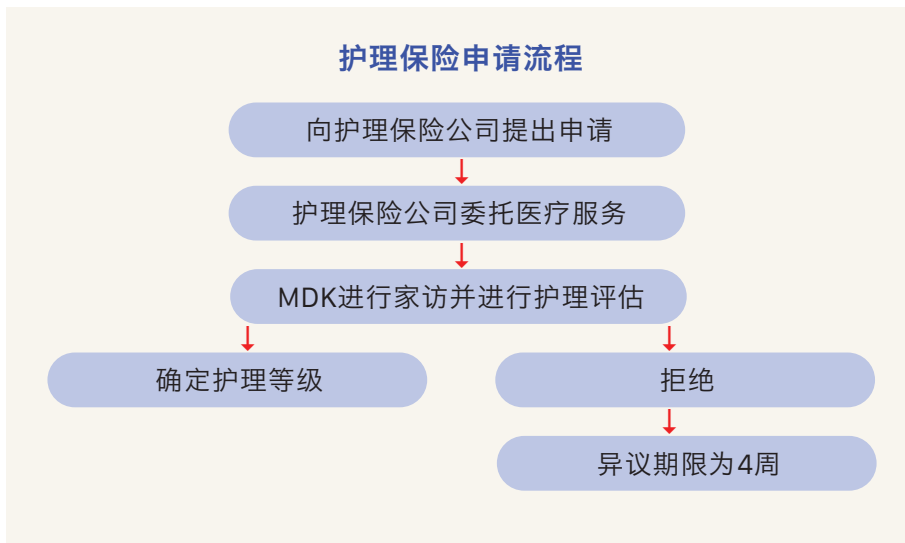 护理保险申请流程
向护理保险公司提出申请
护理保险公司委托医疗服务
MDK进行家访并进行护理评估
确定护理等级
拒绝
异议期限为4周